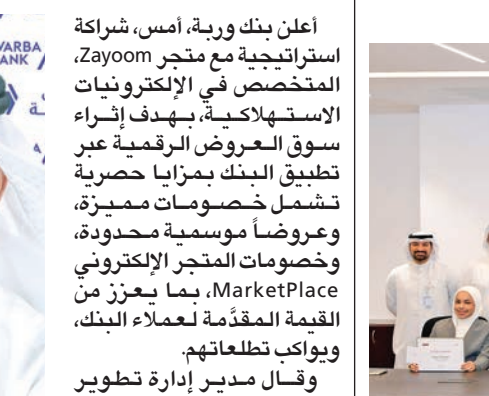 أعلن بنك وربة، أمس، شراكة
استراتيجية مع متجر Zayoom،
المتخصص في الإلكترونيات
الاستهلاكية، بهدف إثراء
سوق العروض الرقمية عبر
تطبيق البنك بمزايا حصرية
تشمل خصومات مميزة،
وعروضاً موسمية محدودة،
وخصومات المتجر الإلكتروني
MarketPlace، بما يعزز من
القيمة المقدَّمة لعملاء البنك،
ويواكب تطلعاتهم.
وقال مدير إدارة تطوير